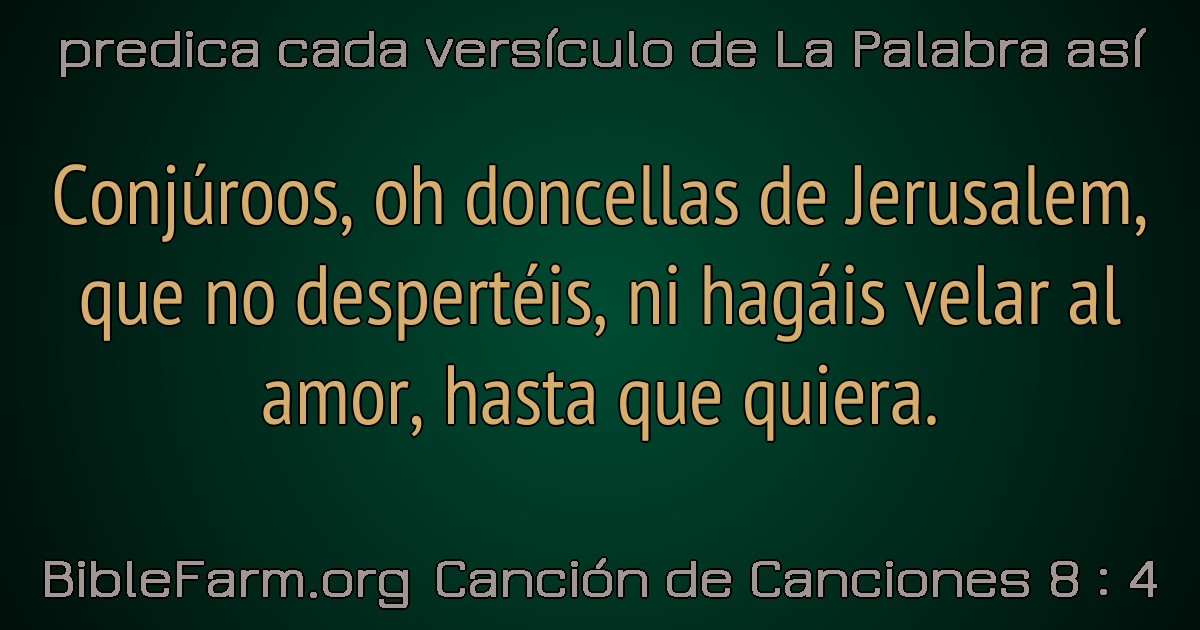 predica cada versículo de La Palabra así
Conjúroos, oh doncellas de Jerusalem,
que no despertéis, ni hagáis velar al
amor, hasta que quiera.
BibleFarm.org Canción de Canciones 8 : 4